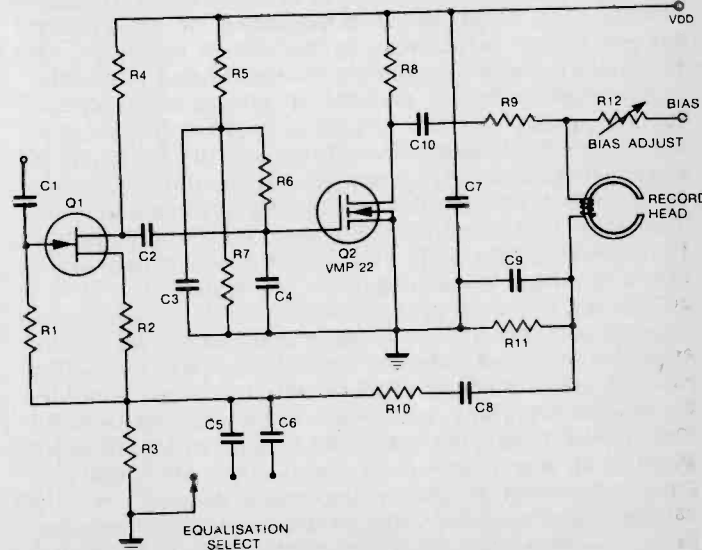 VDD
R4
R5
R8
R9
R12
BIAS
BIAS ADJUST
C1
Q1
R6
C10
C7
RECORD
HEAD
C2
Q2
VMP 22
R7
C3
C4
C9
R1
R2
R11
R10
C8
C5
C6
R3
EQUALISATION
SELECT